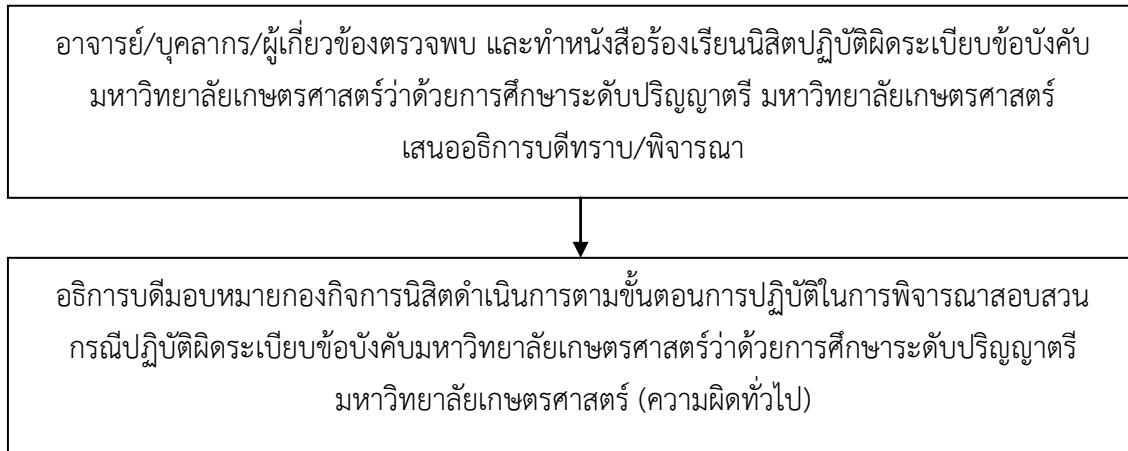 อาจารย์/บุคลากร/ผู้เกี่ยวข้องตรวจพบ และทำหนังสือร้องเรียนนิสิตปฏิบัติผิดระเบียบข้อบังคับ
มหาวิทยาลัยเกษตรศาสตร์ว่าด้วยการศึกษาระดับปริญญาตรี มหาวิทยาลัยเกษตรศาสตร์
เสนออธิการบดีทราบ/พิจารณา
อธิการบดีมอบหมายกองกิจการนิสิตดำเนินการตามขั้นตอนการปฏิบัติในการพิจารณาสอบสวน
กรณีปฏิบัติผิดระเบียบข้อบังคับมหาวิทยาลัยเกษตรศาสตร์ว่าด้วยการศึกษาระดับปริญญาตรี
มหาวิทยาลัยเกษตรศาสตร์ (ความผิดทั่วไป)